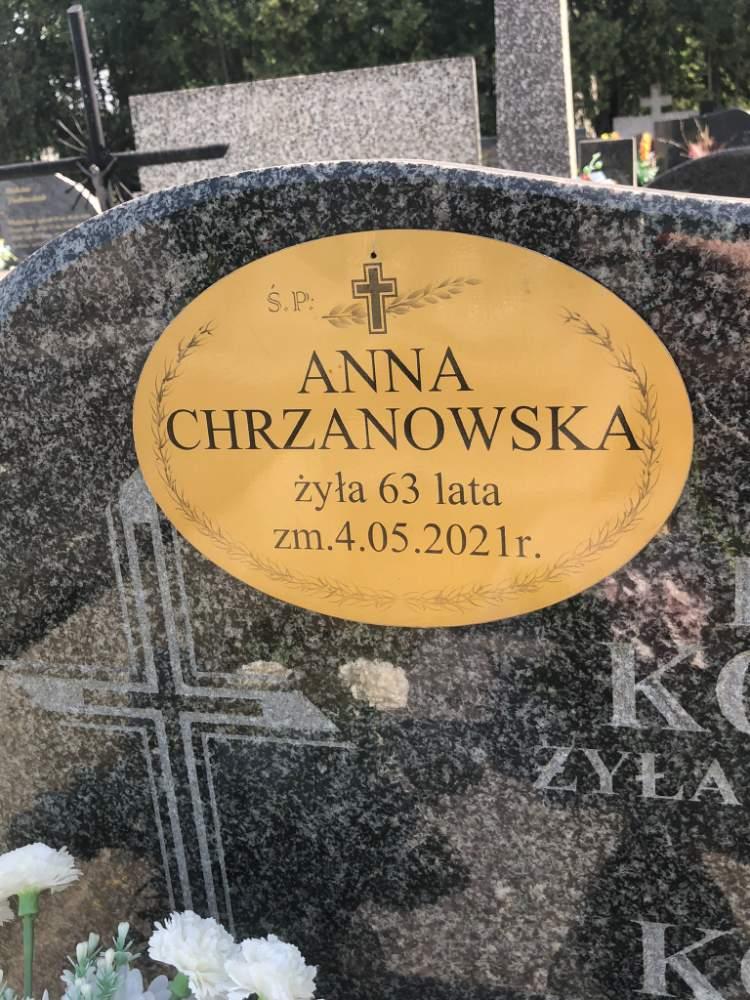 Ś.P:
ANNA
CHRZANOWSKA
żyła 63 lata
zm.4.05.2021r.
ŻYŁA